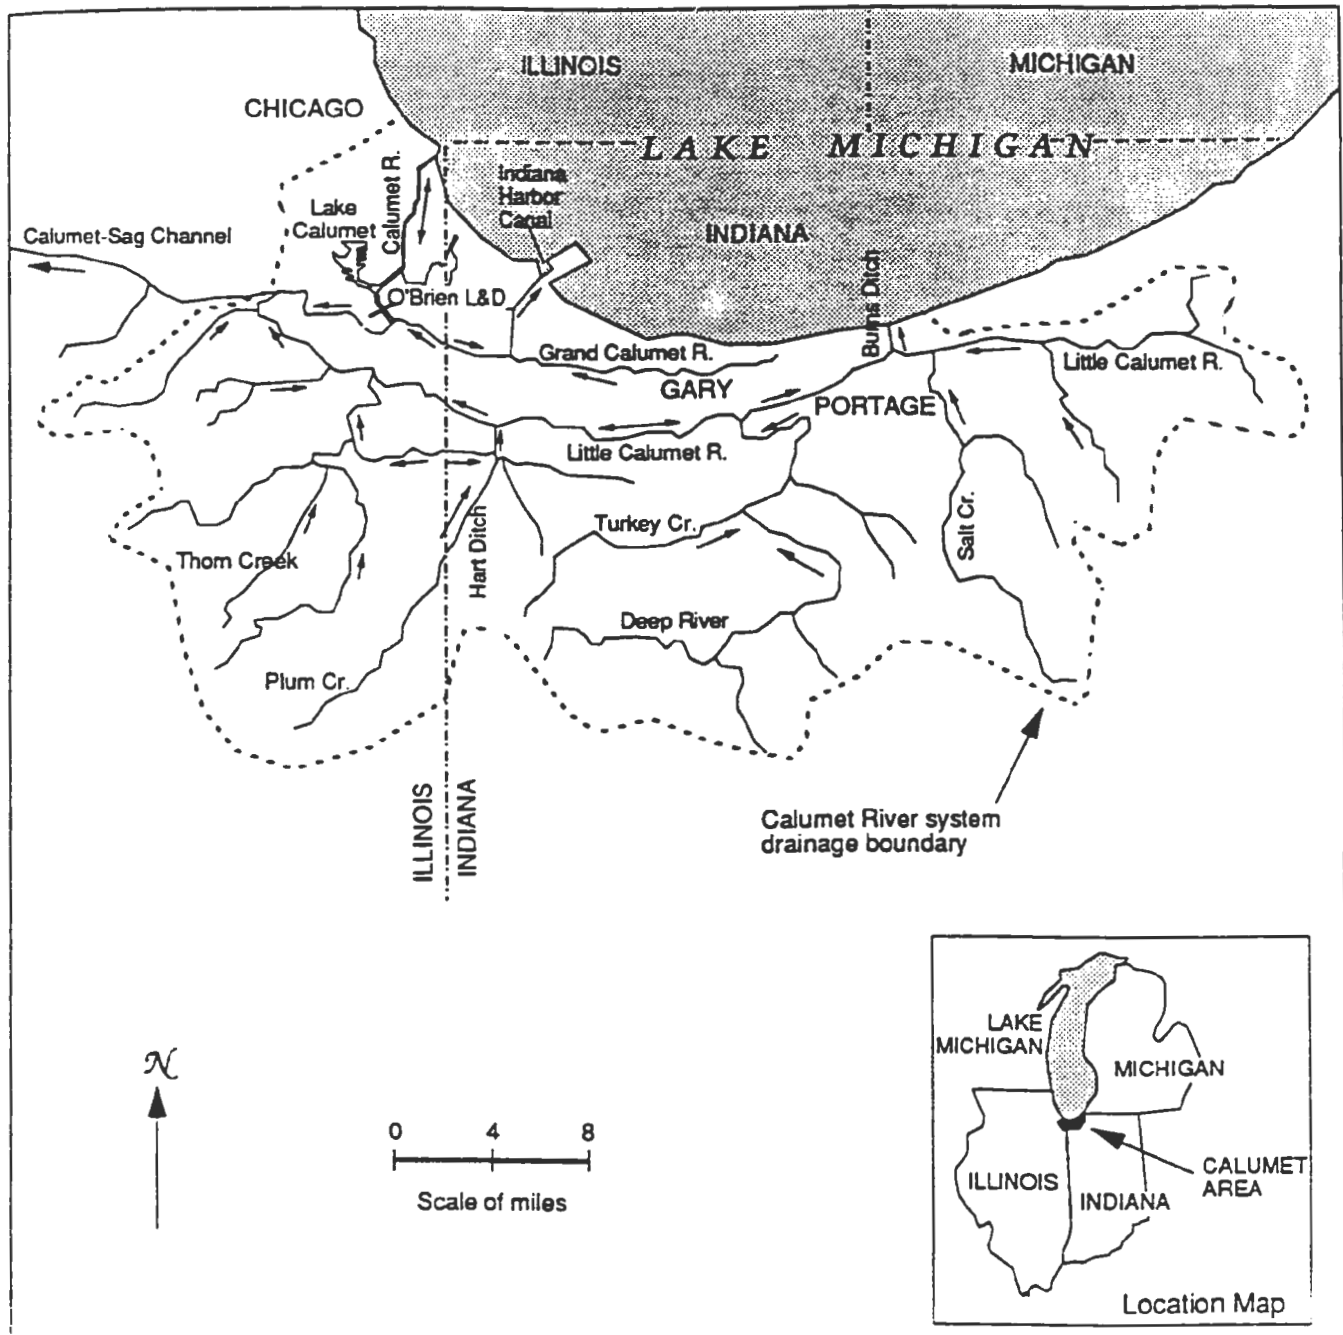 ILLINOIS
MICHIGAN
CHICAGO
LAKE MICHIGAN
Calumet R.
Indiana
Harbor
Canal
Lake
Calumet
Calumet-Sag Channel
INDIANA
Burns Ditch
O'Brien L&D
Grand Calumet R.
Little Calumet R.
GARY
PORTAGE
Little Calumet R.
Turkey Cr.
Salt Cr.
Hart Ditch
Thorn Creek
Deep River
Plum Cr.
ILLINOIS
INDIANA
Calumet River system
drainage boundary
N
0 4 8
Scale of miles
LAKE
MICHIGAN
MICHIGAN
CALUMET
AREA
ILLINOIS
INDIANA
Location Map